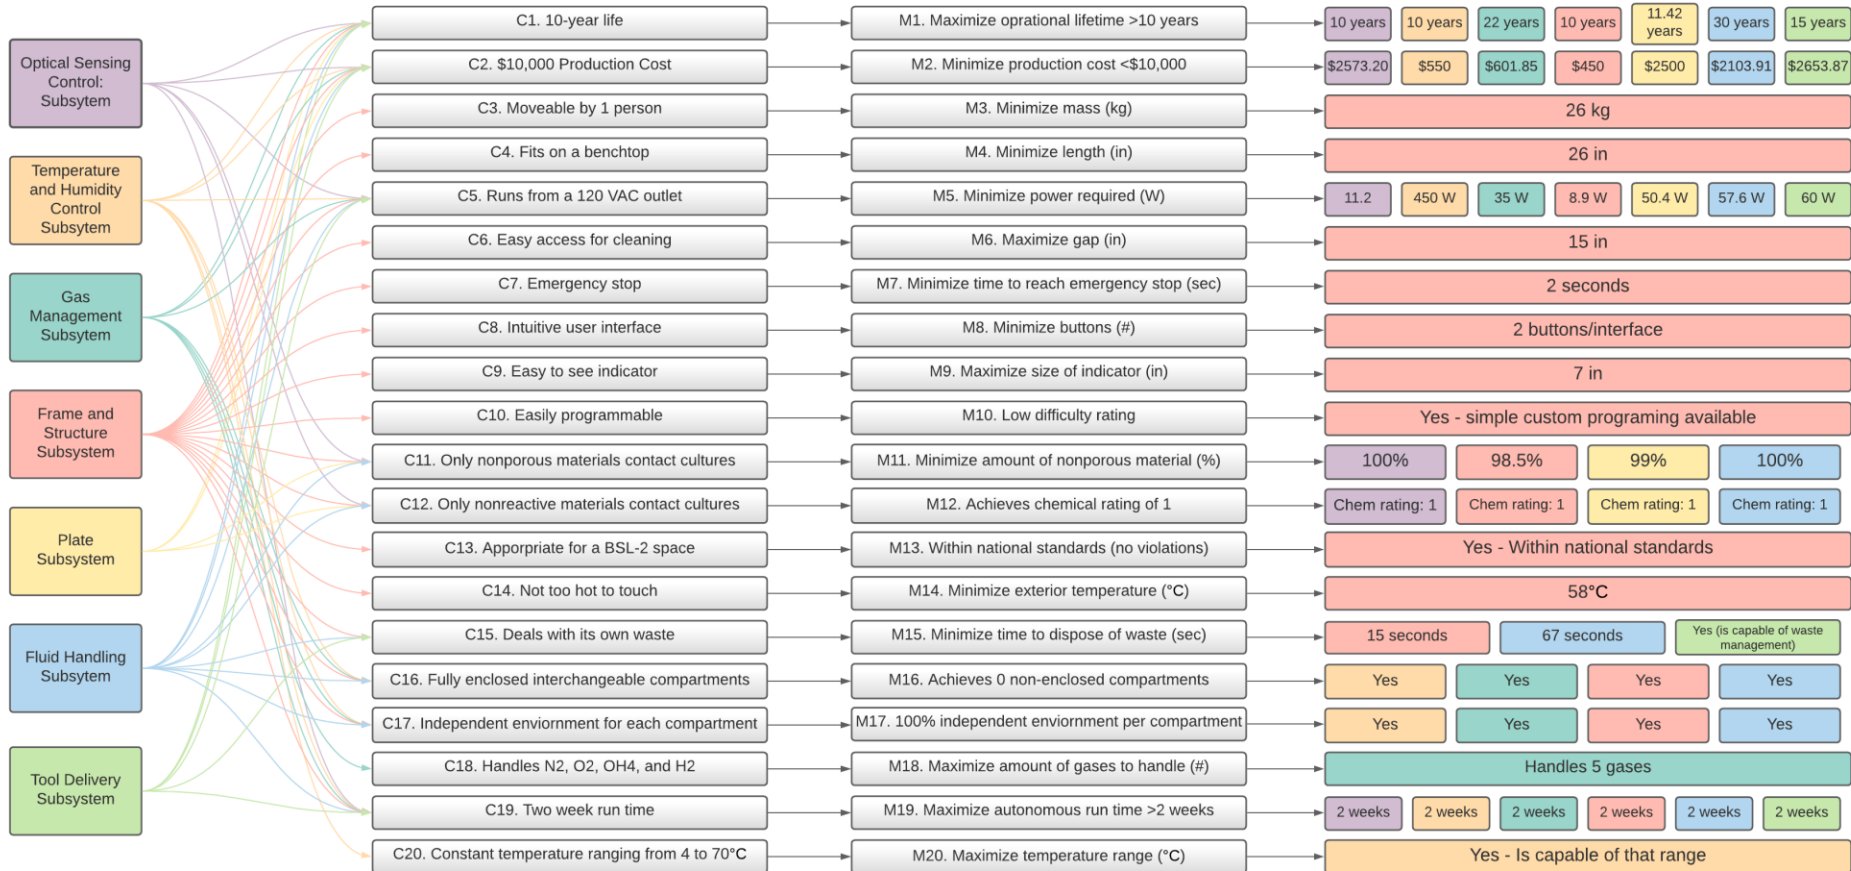 Optical Sensing
Control:
Subsytem
Temperature
and Humidity
Control
Subsytem
Gas
Management
Subsytem
Frame and
Structure
Subsystem
Plate
Subsystem
Fluid Handling
Subsytem
Tool Delivery
Subsystem
C1. 10-year life
M1. Maximize oprational lifetime >10 years
10 years
10 years
22 years
10 years
11.42
years
30 years
15 years
C2. $10,000 Production Cost
M2. Minimize production cost <$10,000
$2573.20
$550
$601.85
$450
$2500
$2103.91
$2653.87
C3. Moveable by 1 person
M3. Minimize mass (kg)
26 kg
C4. Fits on a benchtop
M4. Minimize length (in)
26 in
C5. Runs from a 120 VAC outlet
M5. Minimize power required (W)
11.2
450 W
35 W
8.9 W
50.4 W
57.6 W
60 W
C6. Easy access for cleaning
M6. Maximize gap (in)
15 in
C7. Emergency stop
M7. Minimize time to reach emergency stop (sec)
2 seconds
C8. Intuitive user interface
M8. Minimize buttons (#)
2 buttons/interface
C9. Easy to see indicator
M9. Maximize size of indicator (in)
7 in
C10. Easily programmable
M10. Low difficulty rating
Yes - simple custom programing available
C11. Only nonporous materials contact cultures
M11. Minimize amount of nonporous material (%)
100%
98.5%
99%
100%
C12. Only nonreactive materials contact cultures
M12. Achieves chemical rating of 1
Chem rating: 1
Chem rating: 1
Chem rating: 1
Chem rating: 1
C13. Apporpriate for a BSL-2 space
M13. Within national standards (no violations)
Yes - Within national standards
C14. Not too hot to touch
M14. Minimize exterior temperature (°C)
58°C
C15. Deals with its own waste
M15. Minimize time to dispose of waste (sec)
15 seconds
67 seconds
Yes (is capable of waste
management)
C16. Fully enclosed interchangeable compartments
M16. Achieves 0 non-enclosed compartments
Yes
Yes
Yes
Yes
C17. Independent enviornment for each compartment
M17. 100% independent enviornment per compartment
Yes
Yes
Yes
Yes
C18. Handles N2, O2, OH4, and H2
M18. Maximize amount of gases to handle (#)
Handles 5 gases
C19. Two week run time
M19. Maximize autonomous run time >2 weeks
2 weeks
2 weeks
2 weeks
2 weeks
2 weeks
2 weeks
C20. Constant temperature ranging from 4 to 70°C
M20. Maximize temperature range (°C)
Yes - Is capable of that range